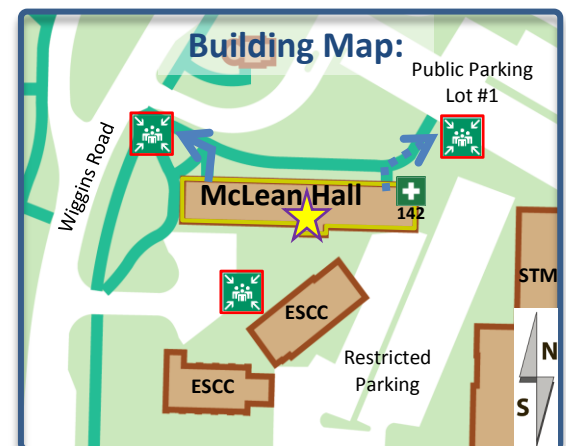 Building Map:
Public Parking
Lot #1
Wiggins Road
McLean Hall
142
ESCC
STM
Restricted
Parking
ESCC
N
S